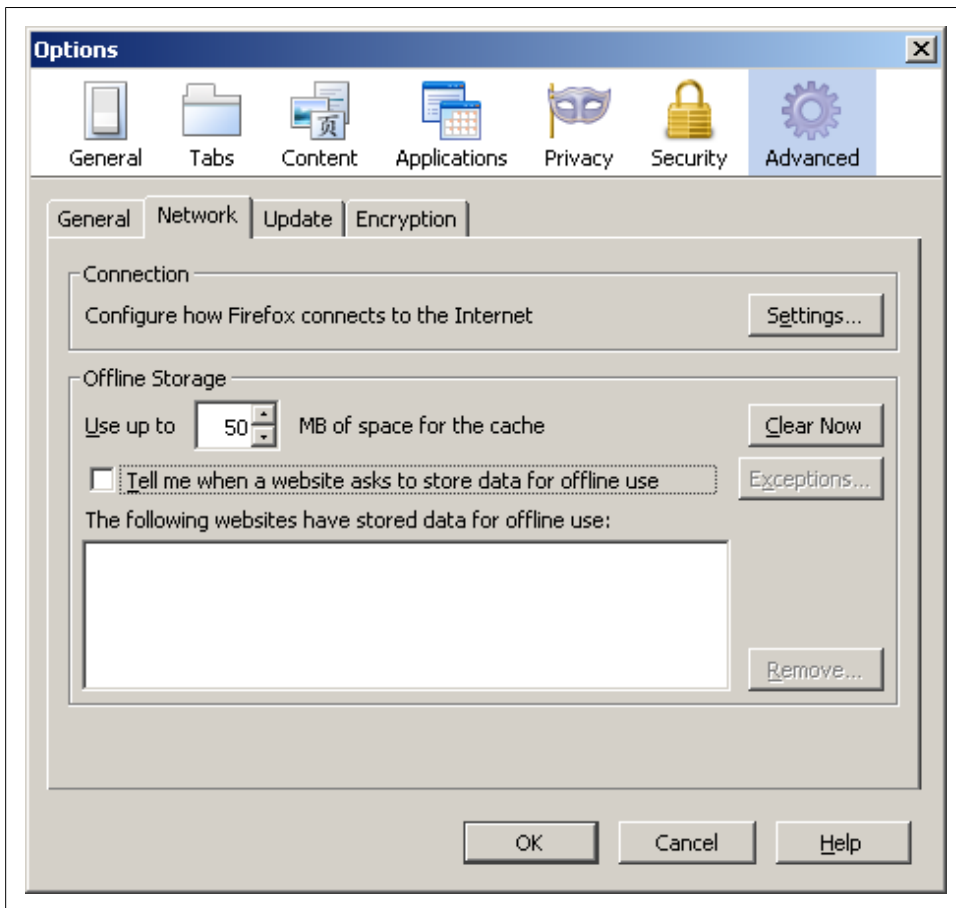 Options
General Tabs Content Applications Privacy Security Advanced
页
General Network Update Encryption
Connection
Configure how Firefox connects to the Internet Settings...
Offline Storage
Use up to 50 MB of space for the cache Clear Now
Tell me when a website asks to store data for offline use Exceptions...
The following websites have stored data for offline use:
Remove...
OK Cancel Help